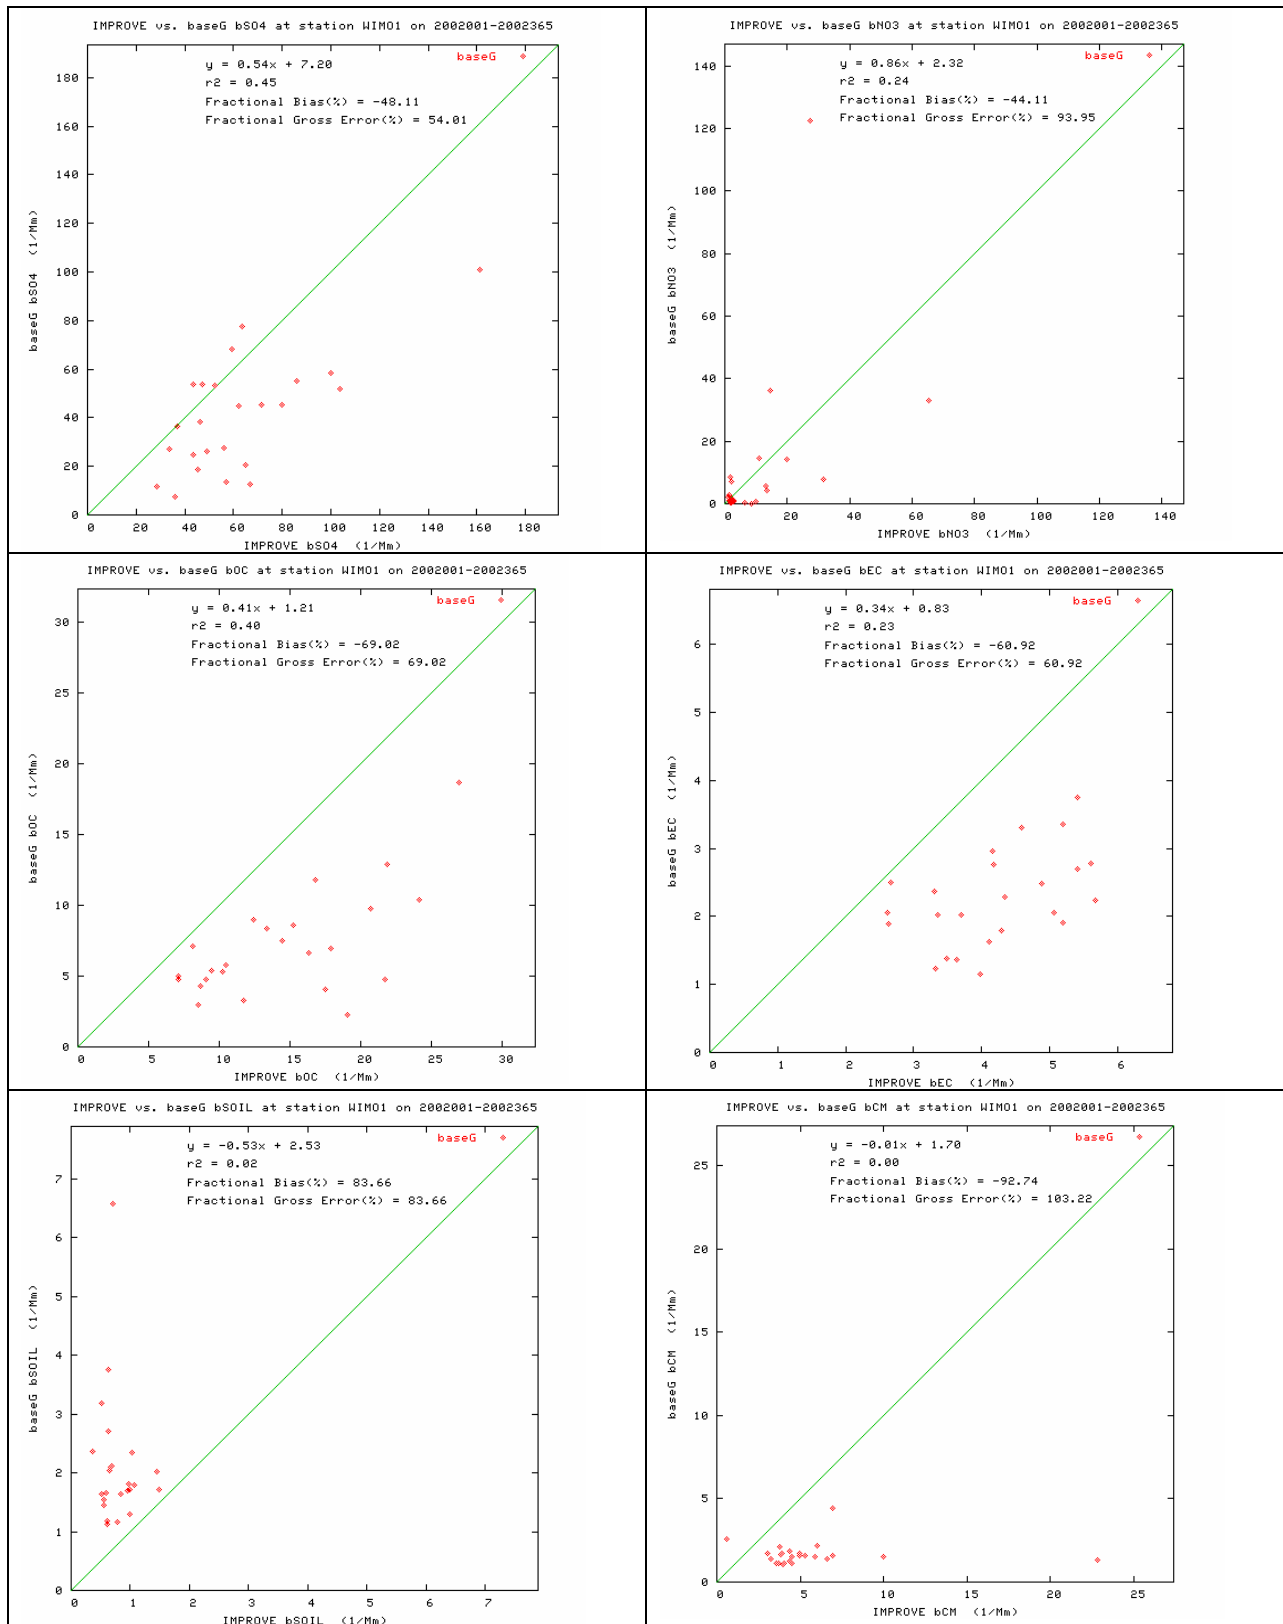 IMPROVE vs. baseG bSO4 at station WIMO1 on 2002001-2002365
y = 0.54x + 7.20
r2 = 0.45
Fractional Bias(%) = -48.11
Fractional Gross Error(%) = 54.01
baseG
180
160
140
120
100
80
60
40
20
0
baseG bSO4 (1/Mm)
0 20 40 60 80 100 120 140 160 180
IMPROVE bSO4 (1/Mm)
IMPROVE vs. baseG bNO3 at station WIMO1 on 2002001-2002365
y = 0.86x + 2.32
r2 = 0.24
Fractional Bias(%) = -44.11
Fractional Gross Error(%) = 93.95
baseG
140
120
100
80
60
40
20
0
baseG bNO3 (1/Mm)
0 20 40 60 80 100 120 140
IMPROVE bNO3 (1/Mm)
IMPROVE vs. baseG bOC at station WIMO1 on 2002001-2002365
y = 0.41x + 1.21
r2 = 0.40
Fractional Bias(%) = -69.02
Fractional Gross Error(%) = 69.02
baseG
30
25
20
15
10
5
0
baseG bOC (1/Mm)
0 5 10 15 20 25 30
IMPROVE bOC (1/Mm)
IMPROVE vs. baseG bEC at station WIMO1 on 2002001-2002365
y = 0.34x + 0.83
r2 = 0.23
Fractional Bias(%) = -60.92
Fractional Gross Error(%) = 60.92
baseG
6
5
4
3
2
1
0
baseG bEC (1/Mm)
0 1 2 3 4 5 6
IMPROVE bEC (1/Mm)
IMPROVE vs. baseG bSOIL at station WIMO1 on 2002001-2002365
y = -0.53x + 2.53
r2 = 0.02
Fractional Bias(%) = 83.66
Fractional Gross Error(%) = 83.66
baseG
7
6
5
4
3
2
1
0
baseG bSOIL (1/Mm)
0 1 2 3 4 5 6 7
IMPROVE bSOIL (1/Mm)
IMPROVE vs. baseG bCM at station WIMO1 on 2002001-2002365
y = -0.01x + 1.70
r2 = 0.00
Fractional Bias(%) = -92.74
Fractional Gross Error(%) = 103.22
baseG
25
20
15
10
5
0
baseG bCM (1/Mm)
0 5 10 15 20 25
IMPROVE bCM (1/Mm)